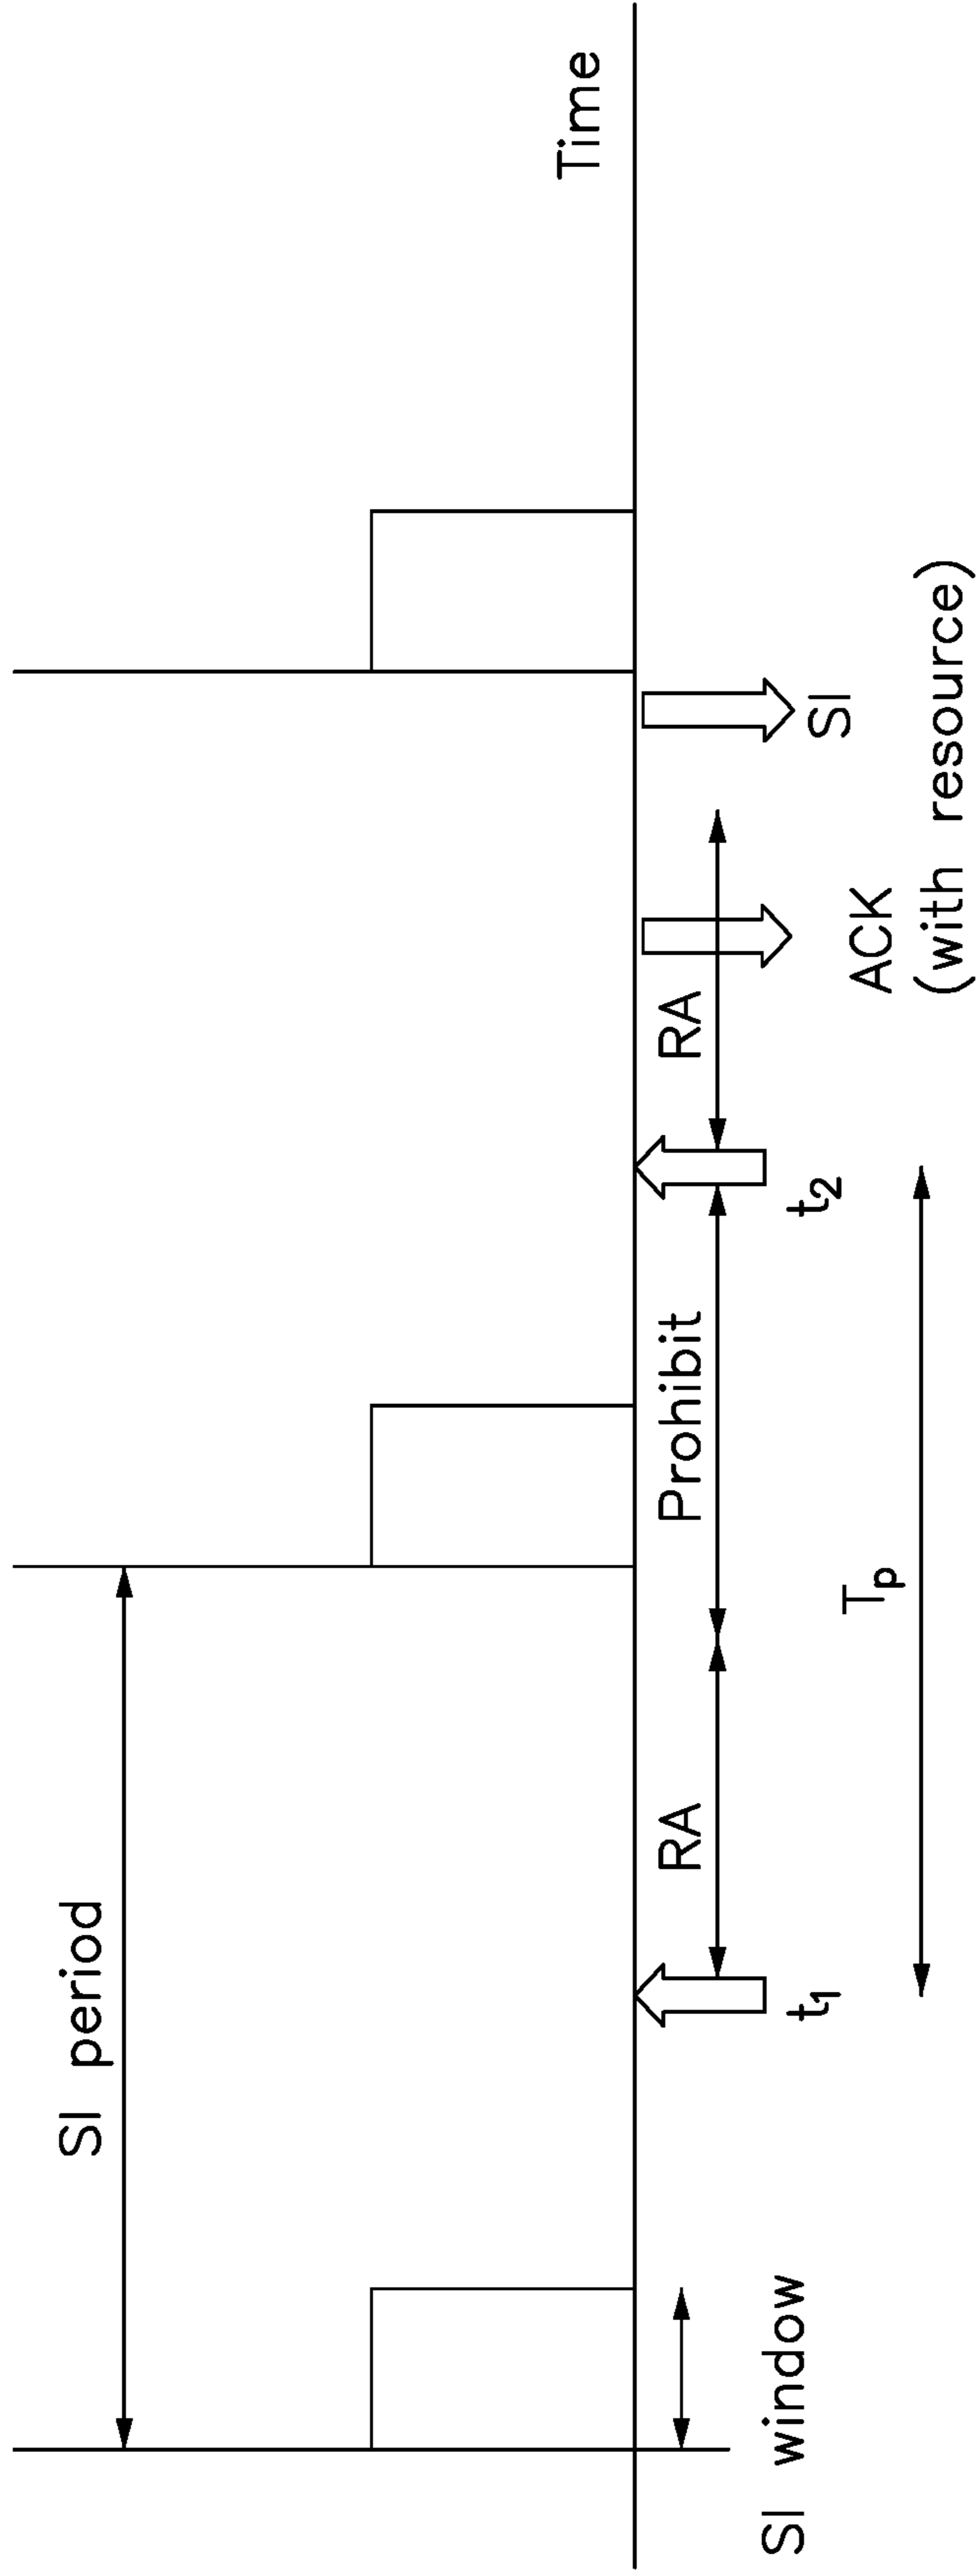 SI period
Time
SI window
RA
Prohibit
RA
t1
t2
SI
Tp
ACK
(with resource)